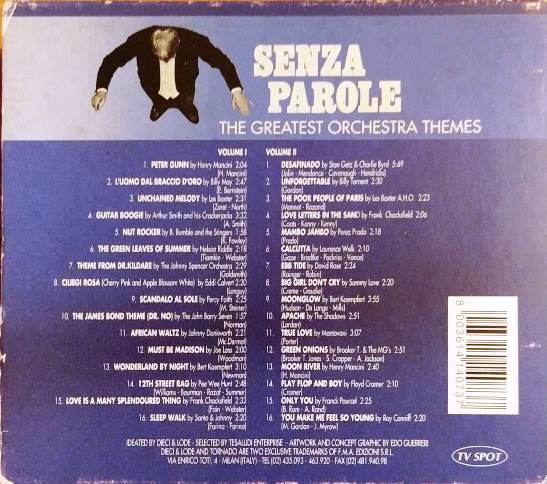 SENZA
PAROLE
THE GREATEST ORCHESTRA THEMES
VOLUME I
1. PETER GUNN by Henry Mancini 2:04
(H. Mancini)
2. L'UOMO DAL BRACCIO D'ORO by Billy May 2:47
(E. Bernstein)
3. UNCHAINED MELODY by Les Baxter 2:31
(Zaret - North)
4. GUITAR BOOGIE by Arthur Smith and his Crackerjacks 3:32
(A. Smith)
5. NUT ROCKER by B. Bumble and the Stingers 1:58
(K. Fowley)
6. THE GREEN LEAVES OF SUMMER by Nelson Riddle 2:18
(Tiomkin - Webster)
7. THEME FROM DR.KILDARE by The Johnny Spencer Orchestra 2:29
(Goldsmith)
8. CILIEGI ROSA (Cherry Pink and Apple Blossom White) by Eddi Calvert 2:20
(Longuy)
9. SCANDALO AL SOLE by Percy Faith 2:25
(M. Steiner)
10. THE JAMES BOND THEME (DR. NO) by The John Barry Seven 1:57
(Norman)
11. AFRICAN WALTZ by Johnny Dankworth 2:21
(Mc.Dermot)
12. MUST BE MADISON by Joe Loss 2:00
(Woodman)
13. WONDERLAND BY NIGHT by Bert Kaempfert 3:10
(Newman)
14. 12TH STREET RAG by Pee Wee Hunt 2:48
(Williams - Bourman - Razaf - Summer)
15. LOVE IS A MANY SPLENDOURED THING by Frank Chacksfield 2:33
(Fain - Webster)
16. SLEEP WALK by Santo & Johnny 2:20
(Farina - Farina)
VOLUME II
1. DESAFINADO by Stan Getz & Charlie Byrd 5:49
(Jobin - Mendonca - Cavanaugh - Hendricks)
2. UNFORGETTABLE by Billy Ternent 2:30
(Gordon)
3. THE POOR PEOPLE OF PARIS by Les Baxter A.H.O. 2:23
(Monnot - Rozand)
4. LOVE LETTERS IN THE SAND by Frank Chacksfield 2:06
(Coots - Kenny - Kenny)
5. MAMBO JAMBO by Perez Prado 2:18
(Prado)
6. CALCUTTA by Laurence Welk 2:10
(Gaze - Bradtke - Pockriss - Vance)
7. EBB TIDE by David Rose 2:24
(Rainger - Robin)
8. BIG GIRL DON'T CRY by Sammy Love 2:20
(Creme - Gaudie)
9. MOONGLOW by Bert Kaempfert 3:31
(Hudson - De Lange - Mills)
10. APACHE by The Shadows 2:51
(Lordan)
11. TRUE LOVE by Mantovani 3:07
(Porter)
12. GREEN ONIONS by Brooker T. & The MG's 2:51
(Brooker T. Jones - S. Cropper - A. Jackson)
13. MOON RIVER by Henry Mancini 2:40
(H. Mancini)
14. PLAY FLOP AND BOY by Floyd Cramer 2:10
(Cramer)
15. ONLY YOU by Franck Pourcel 2:25
(B. Ram - A. Rand)
16. YOU MAKE ME FEEL SO YOUNG by Ray Conniff 2:20
(M. Gordon - J. Myrow)
IDEATED BY DIECI & LODE - SELECTED BY TESAUDI ENTERPRISE - ARTWORK AND CONCEPT GRAPHIC BY EDO GUERRERI
DIECI & LODE AND TORNADO ARE TWO EXCLUSIVE TRADEMARKS OF F.M.A. EDIZIONI S.R.L.
VIA ENRICO TOTI, 4 - MILAN (ITALY) - TEL (02) 435.093 - 463.920 - FAX (02) 481.940.98
TV SPOT